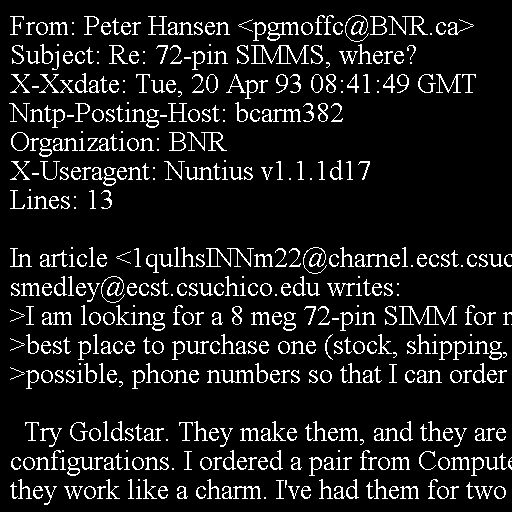 From: Peter Hansen <pgmoffc@BNR.ca>
Subject: Re: 72-pin SIMMS, where?
X-Xxdate: Tue, 20 Apr 93 08:41:49 GMT
Nntp-Posting-Host: bcarm382
Organization: BNR
X-Useragent: Nuntius v1.1.1d17
Lines: 13

In article <1qulhsINNm22@charnel.ecst.csuc
smedley@ecst.csuchico.edu writes:
>I am looking for a 8 meg 72-pin SIMM for
>best place to purchase one (stock, shipping,
>possible, phone numbers so that I can order

Try Goldstar. They make them, and they are
configurations. I ordered a pair from Compute
they work like a charm. I've had them for two